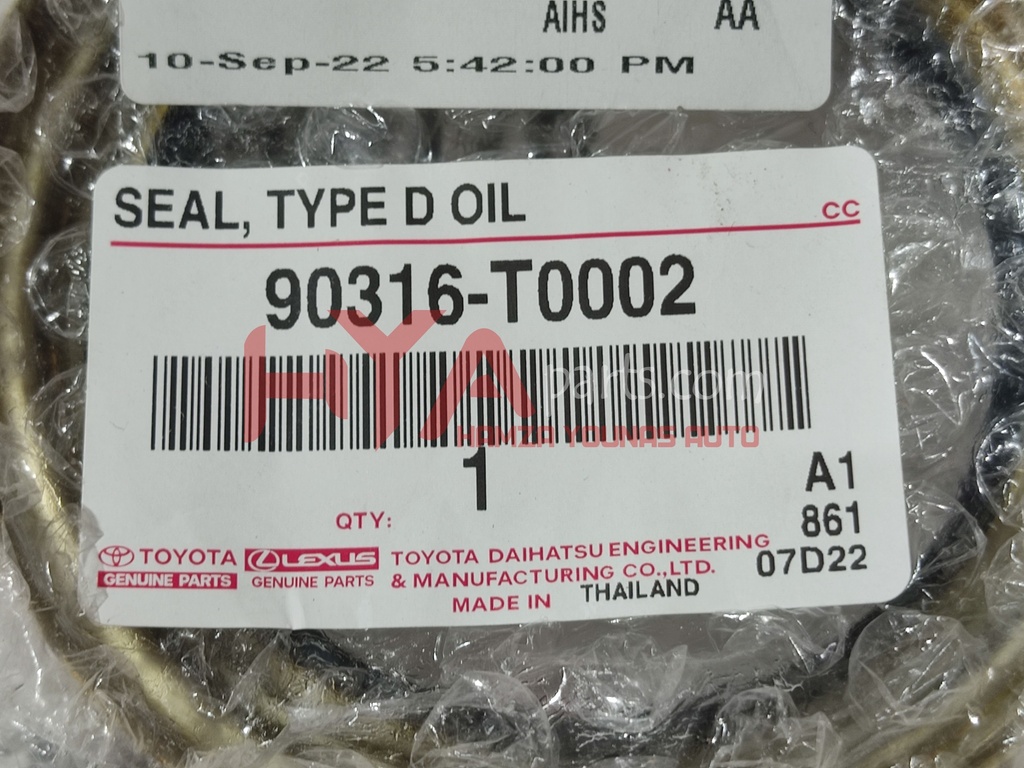 AIHS AA
10-Sep-22 5:42:00 PM
SEAL, TYPE D OIL
CC
90316-T0002
HYA parts.com
HAMZA YOUNAS AUTO
1
QTY:
A1
861
07D22
TOYOTA
GENUINE PARTS
LEXUS
GENUINE PARTS
TOYOTA DAIHATSU ENGINEERING
& MANUFACTURING CO.,LTD.
MADE IN THAILAND